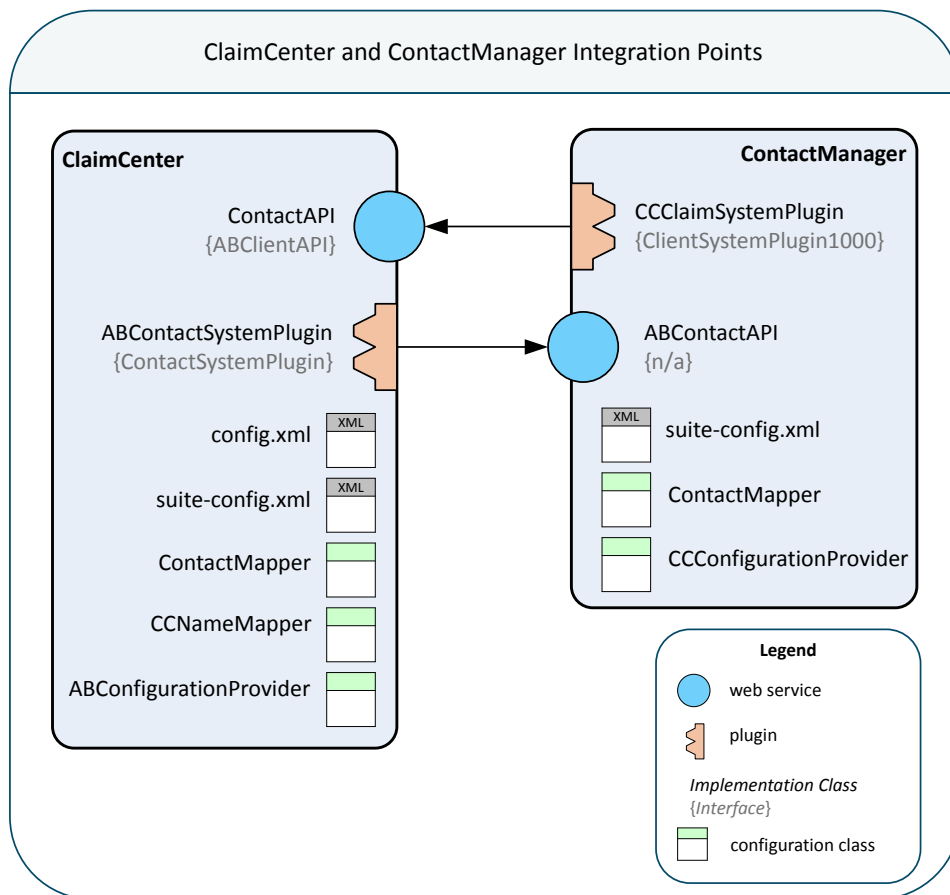 ClaimCenter and ContactManager Integration Points
ClaimCenter
ContactAPI
{ABClientAPI}
ABContactSystemPlugin
{ContactSystemPlugin}
config.xml
XML
suite-config.xml
XML
ContactMapper
CCNameMapper
ABConfigurationProvider
ContactManager
CCClaimSystemPlugin
{ClientSystemPlugin1000}
ABContactAPI
{n/a}
XML
suite-config.xml
ContactMapper
CCConfigurationProvider
Legend
web service
plugin
Implementation Class
{Interface}
configuration class